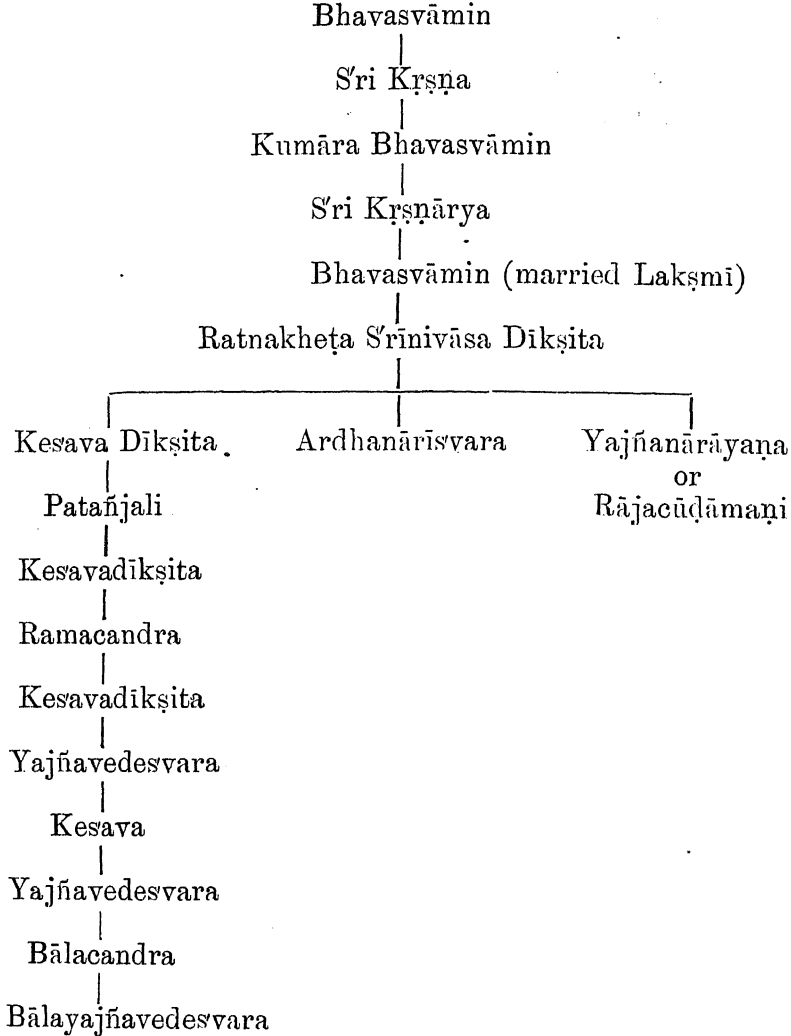 Bhavasvāmin
S'ri Kṛṣṇa
Kumāra Bhavasvāmin
S'ri Kṛṣṇārya
Bhavasvāmin (married Lakṣmī)
Ratnakheṭa S'rīnivāsa Dīkṣita
Kes'ava Dīkṣita. Ardhanārīs'vara Yajñanārāyaṇa
or
Patañjali Rājacūḍāmaṇi
Kes'avadīkṣita
Ramacandra
Kes'avadīkṣita
Yajñavedes'vara
Kes'ava
Yajñavedes'vara
Bālacandra
Bālayajñavedes'vara